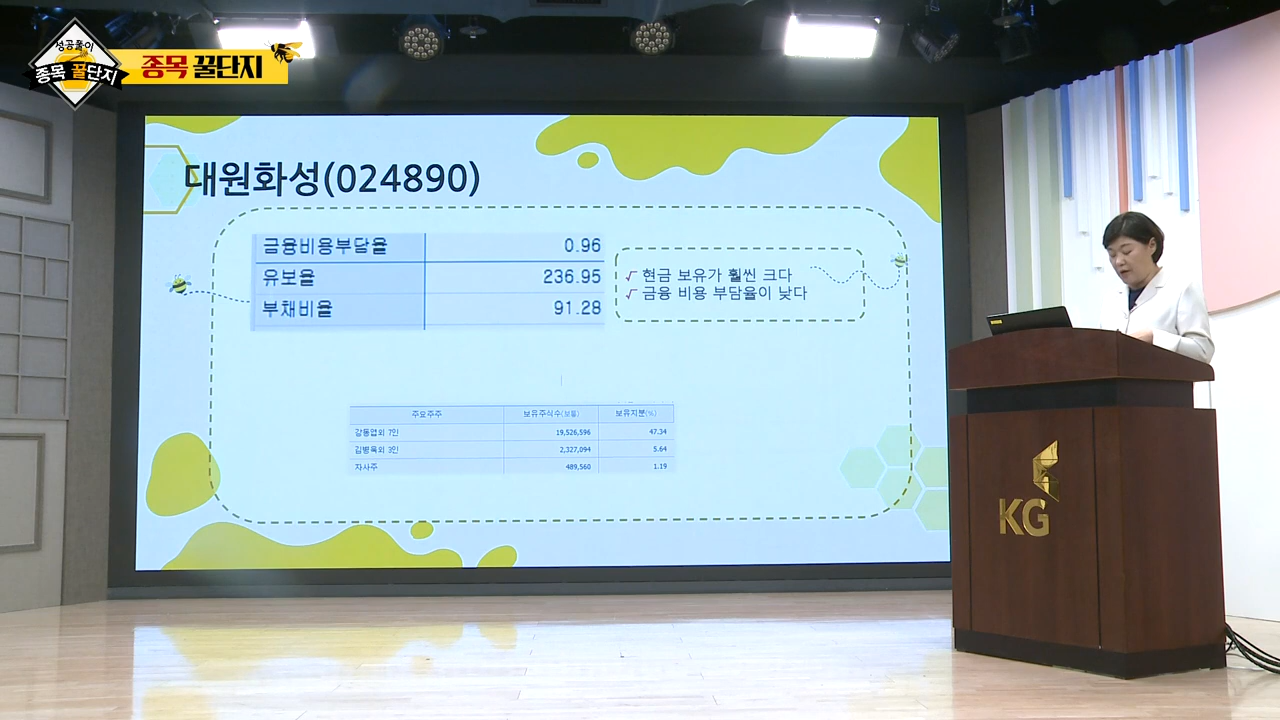 성공풀이
종목 꿀단지
종목 꿀단지
대원화성(024890)
금융비용부담율 0.96
유보율 236.95
부채비율 91.28
√ 현금 보유가 훨씬 크다
√ 금융 비용 부담율이 낮다
주요주주 보유주식수(보통) 보유지분(%)
강동엽외 7인 19,526,596 47.34
김병욱외 3인 2,327,094 5.64
자사주 489,560 1.19
KG